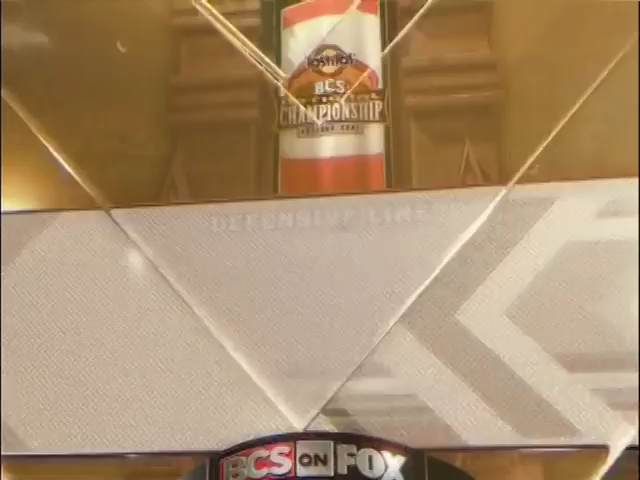 Tostitos
BCS
CHAMPIONSHIP
DEFENSIVE LINE
BCS ON FOX